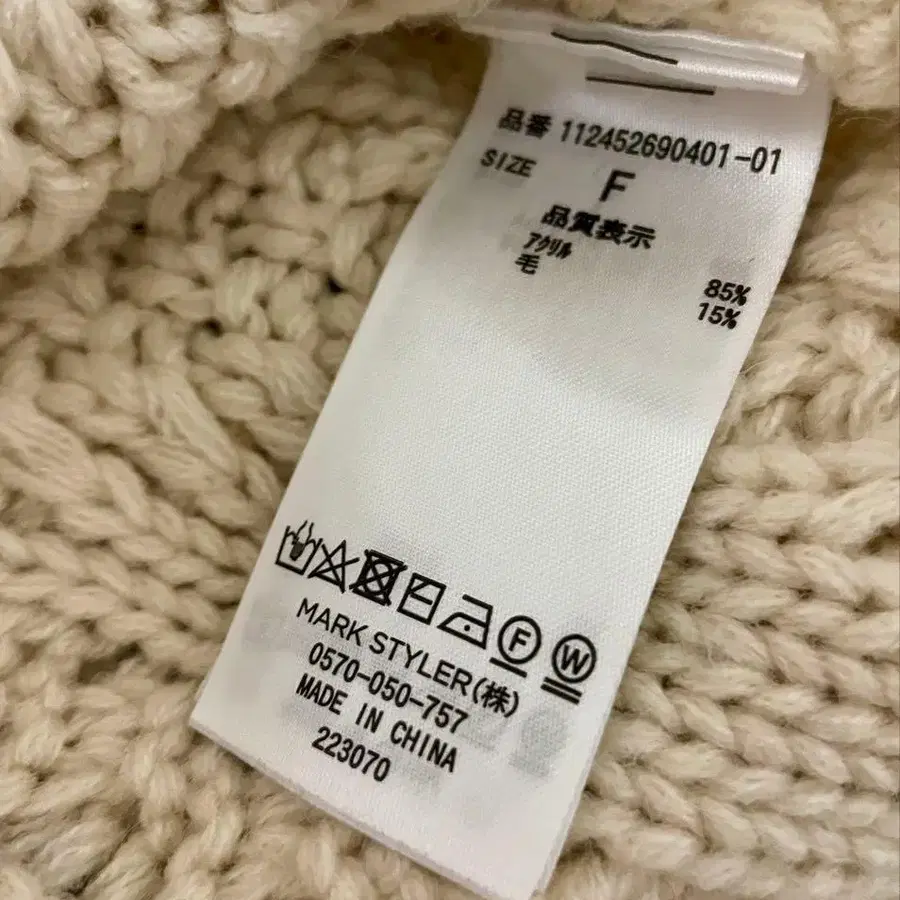 品番 112452690401-01
SIZE F
品質表示
アクリル 85%
毛 15%
F W
MARK STYLER(株)
0570-050-757
MADE IN CHINA
223070